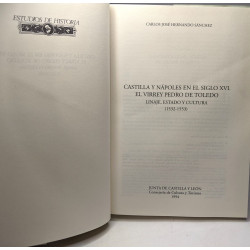 ESTUDIOS DE HISTORIA
CARLOS JOSÉ HERNANDO SÁNCHEZ
CASTILLA Y NÁPOLES EN EL SIGLO XVI
EL VIRREY PEDRO DE TOLEDO
LINAJE, ESTADO Y CULTURA
(1532-1553)
JUNTA DE CASTILLA Y LEÓN
Consejería de Cultura y Turismo
1994